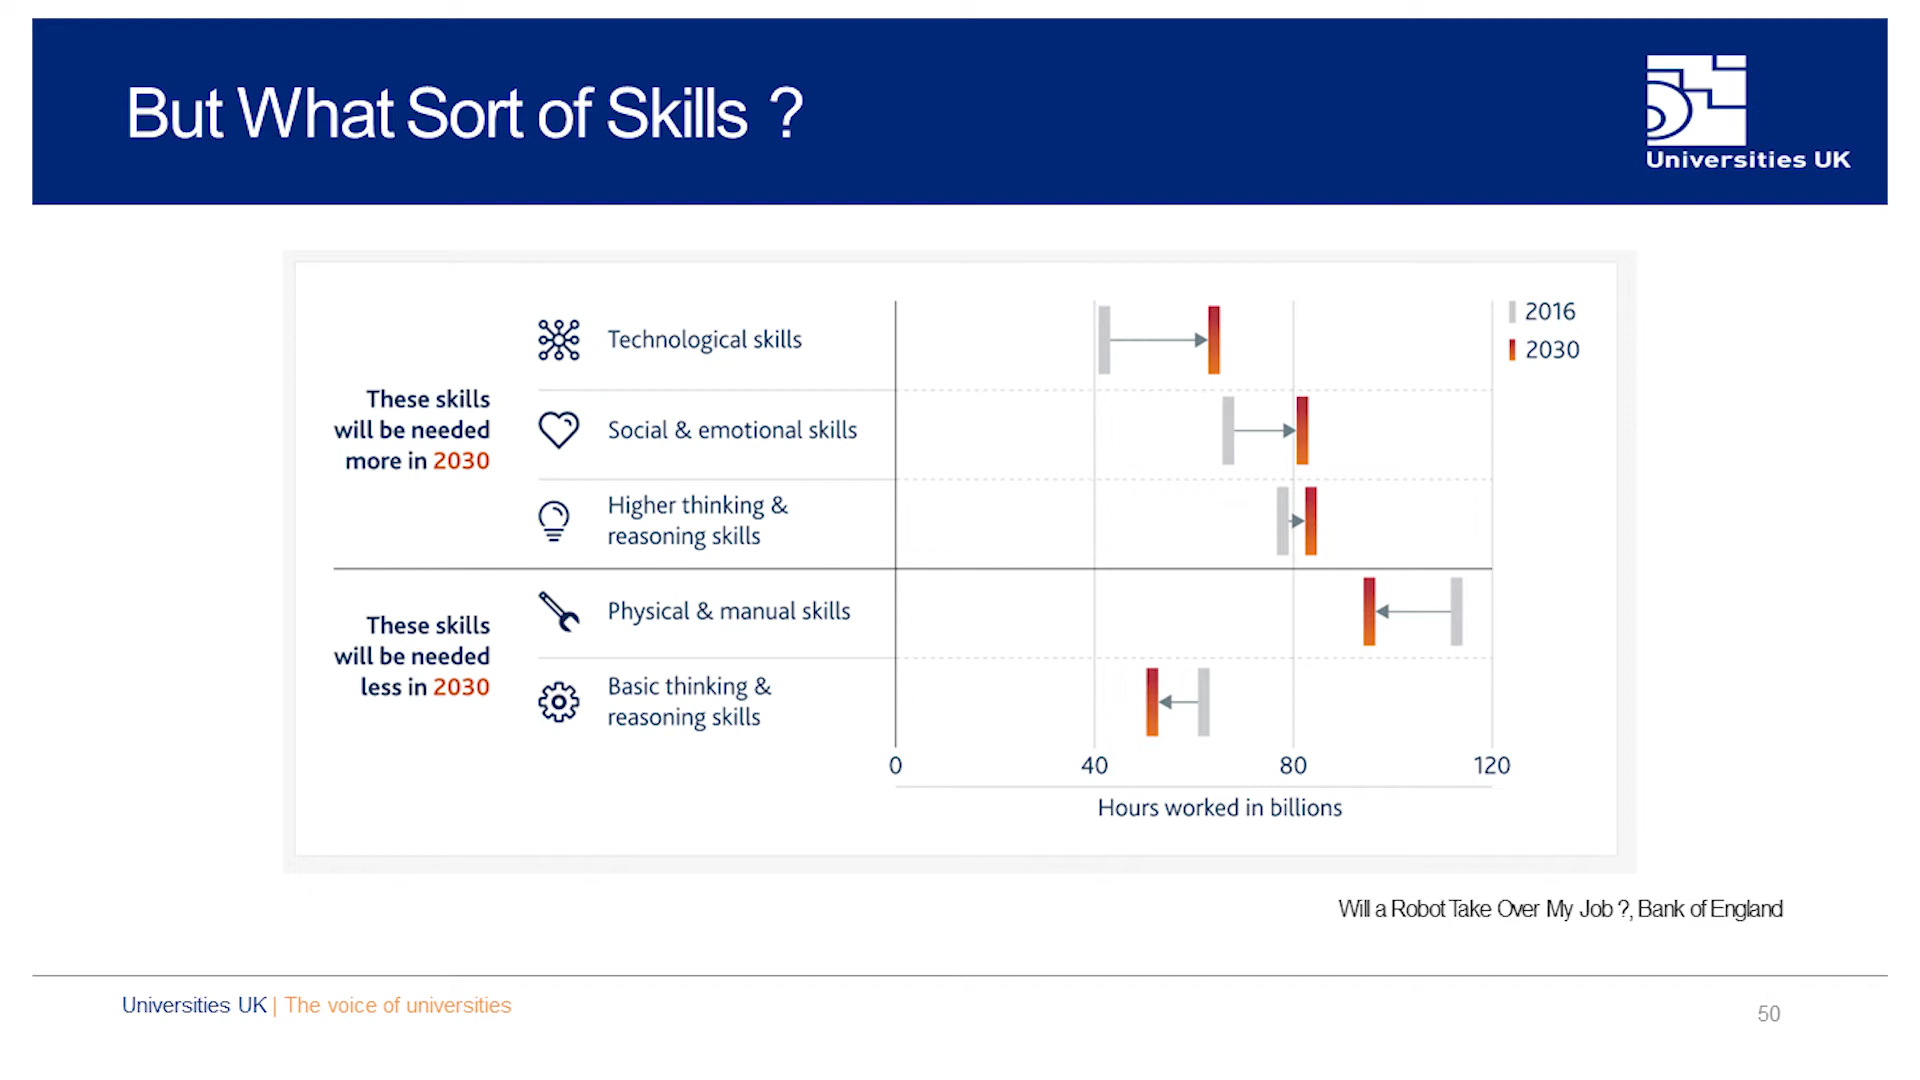 But What Sort of Skills ?
Universities UK
2016
2030
Technological skills
These skills
will be needed
more in 2030
Social & emotional skills
Higher thinking &
reasoning skills
Physical & manual skills
These skills
will be needed
less in 2030
Basic thinking &
reasoning skills
0 40 80 120
Hours worked in billions
Will a Robot Take Over My Job ?, Bank of England
Universities UK | The voice of universities
50